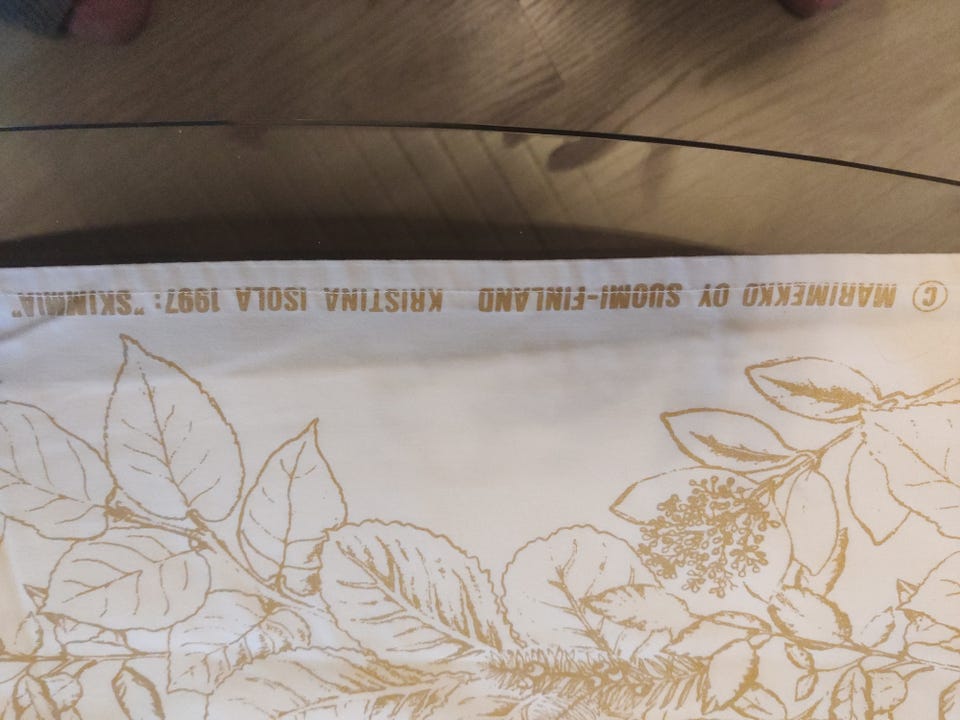 © MARIMEKKO OY SUOMI-FINLAND KRISTINA ISOLA 1997: "SKIMMIA"